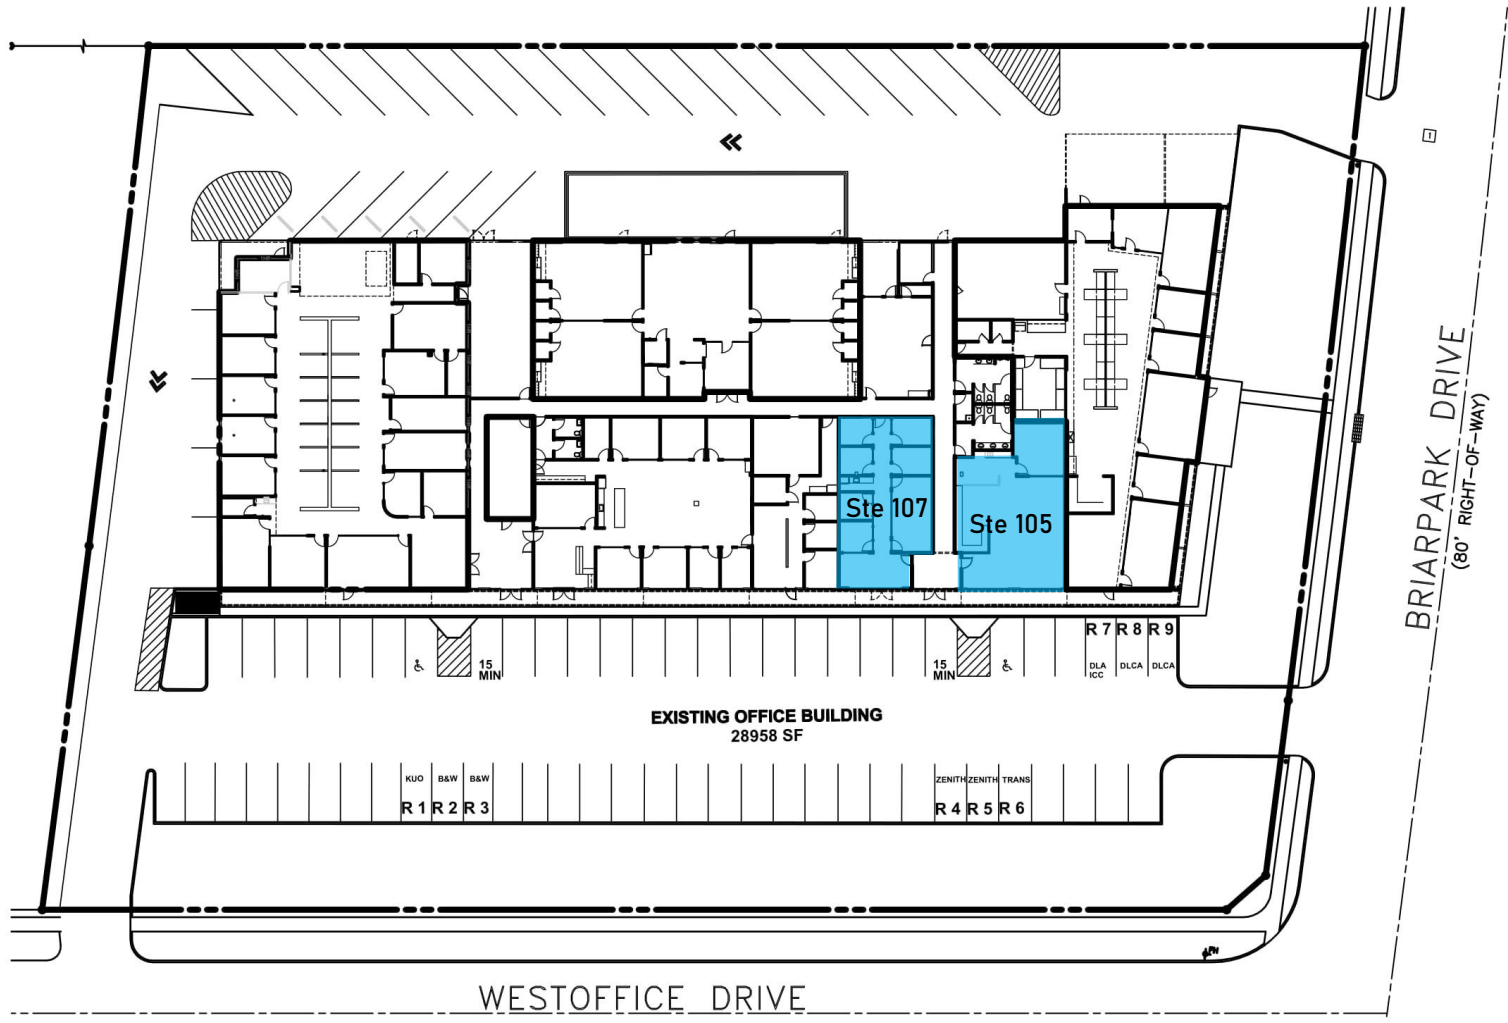 Ste 107
Ste 105
BRIARPARK DRIVE
(80' RIGHT-OF-WAY)
R 7 R 8 R 9
15
MIN
15
MIN
DLA
ICC
DLCA
DLCA
EXISTING OFFICE BUILDING
28958 SF
KUO B&W B&W
R 1 R 2 R 3
ZENITH ZENITH TRANS
R 4 R 5 R 6
FH
WESTOFFICE DRIVE